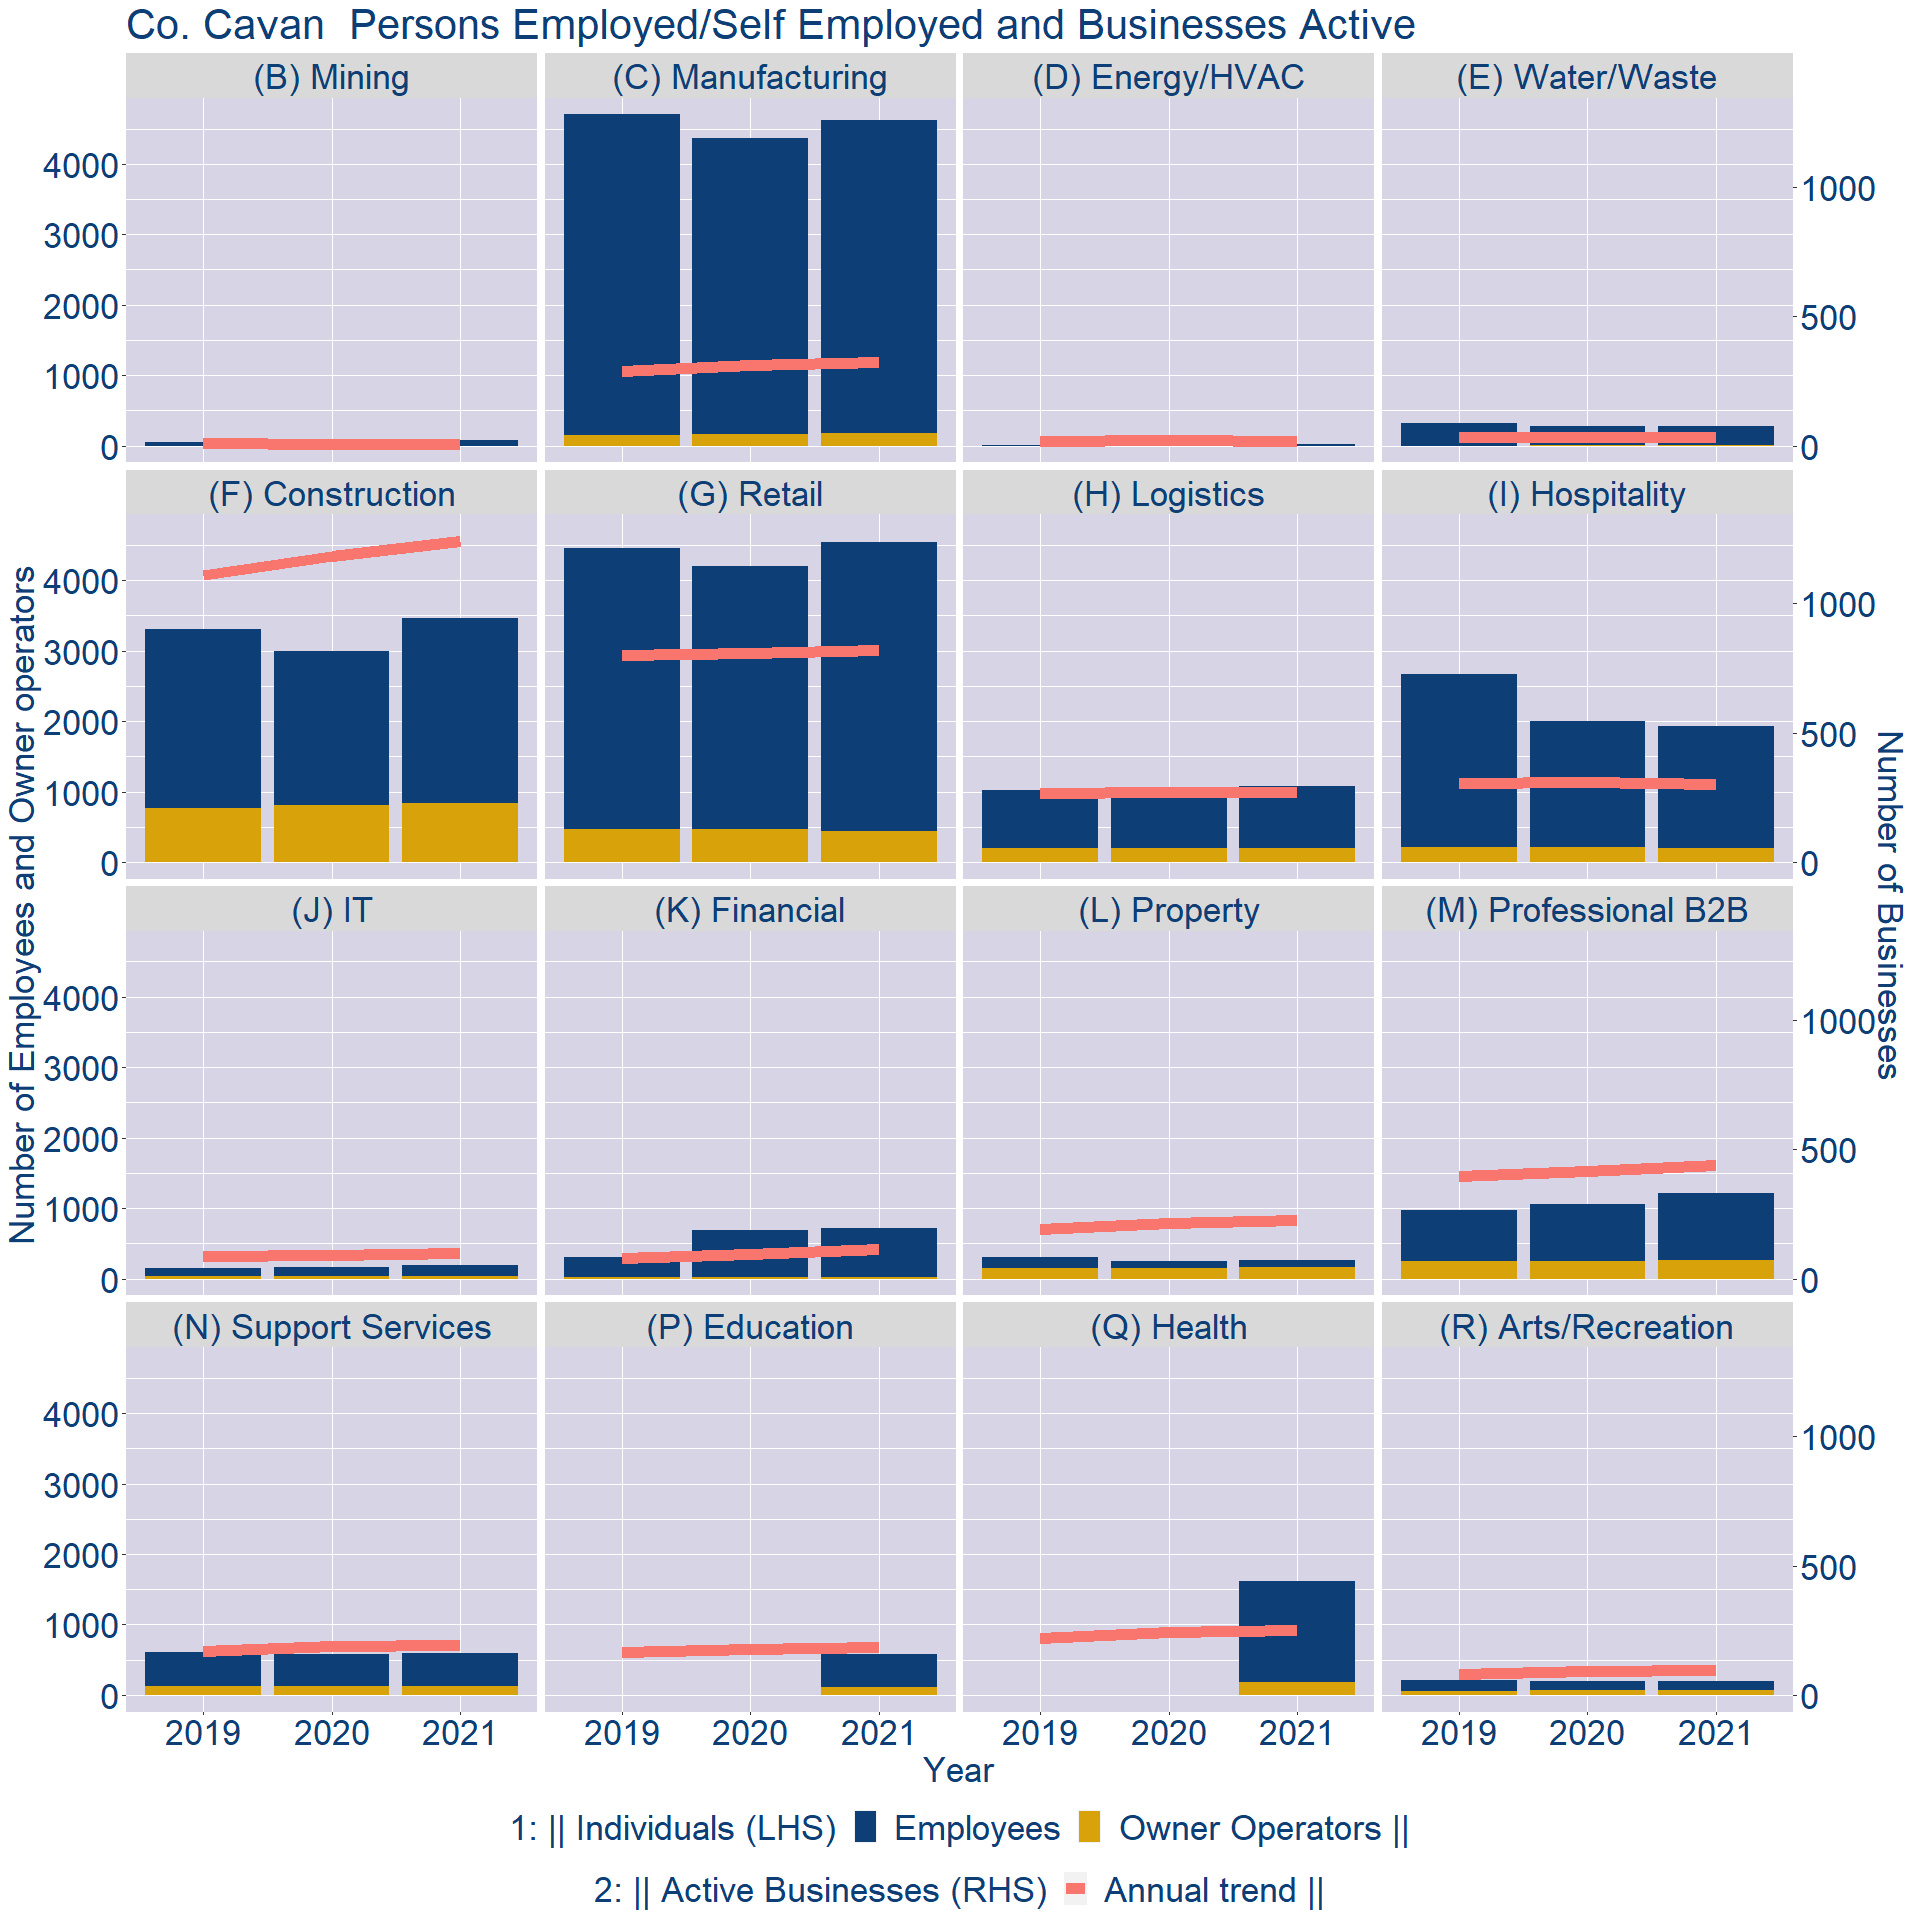 Co. Cavan  Persons Employed/Self Employed and Businesses Active
(B) Mining
(C) Manufacturing
(D) Energy/HVAC
(E) Water/Waste
4000
3000
2000
1000
0
1000
500
0
(F) Construction
(G) Retail
(H) Logistics
(I) Hospitality
4000
3000
2000
1000
0
1000
500
0
Number of Employees and Owner operators
Number of Businesses
(J) IT
(K) Financial
(L) Property
(M) Professional B2B
4000
3000
2000
1000
0
1000
500
0
(N) Support Services
(P) Education
(Q) Health
(R) Arts/Recreation
4000
3000
2000
1000
0
1000
500
0
2019 2020 2021
2019 2020 2021
2019 2020 2021
2019 2020 2021
Year
1: || Individuals (LHS) Employees Owner Operators ||
2: || Active Businesses (RHS) Annual trend ||